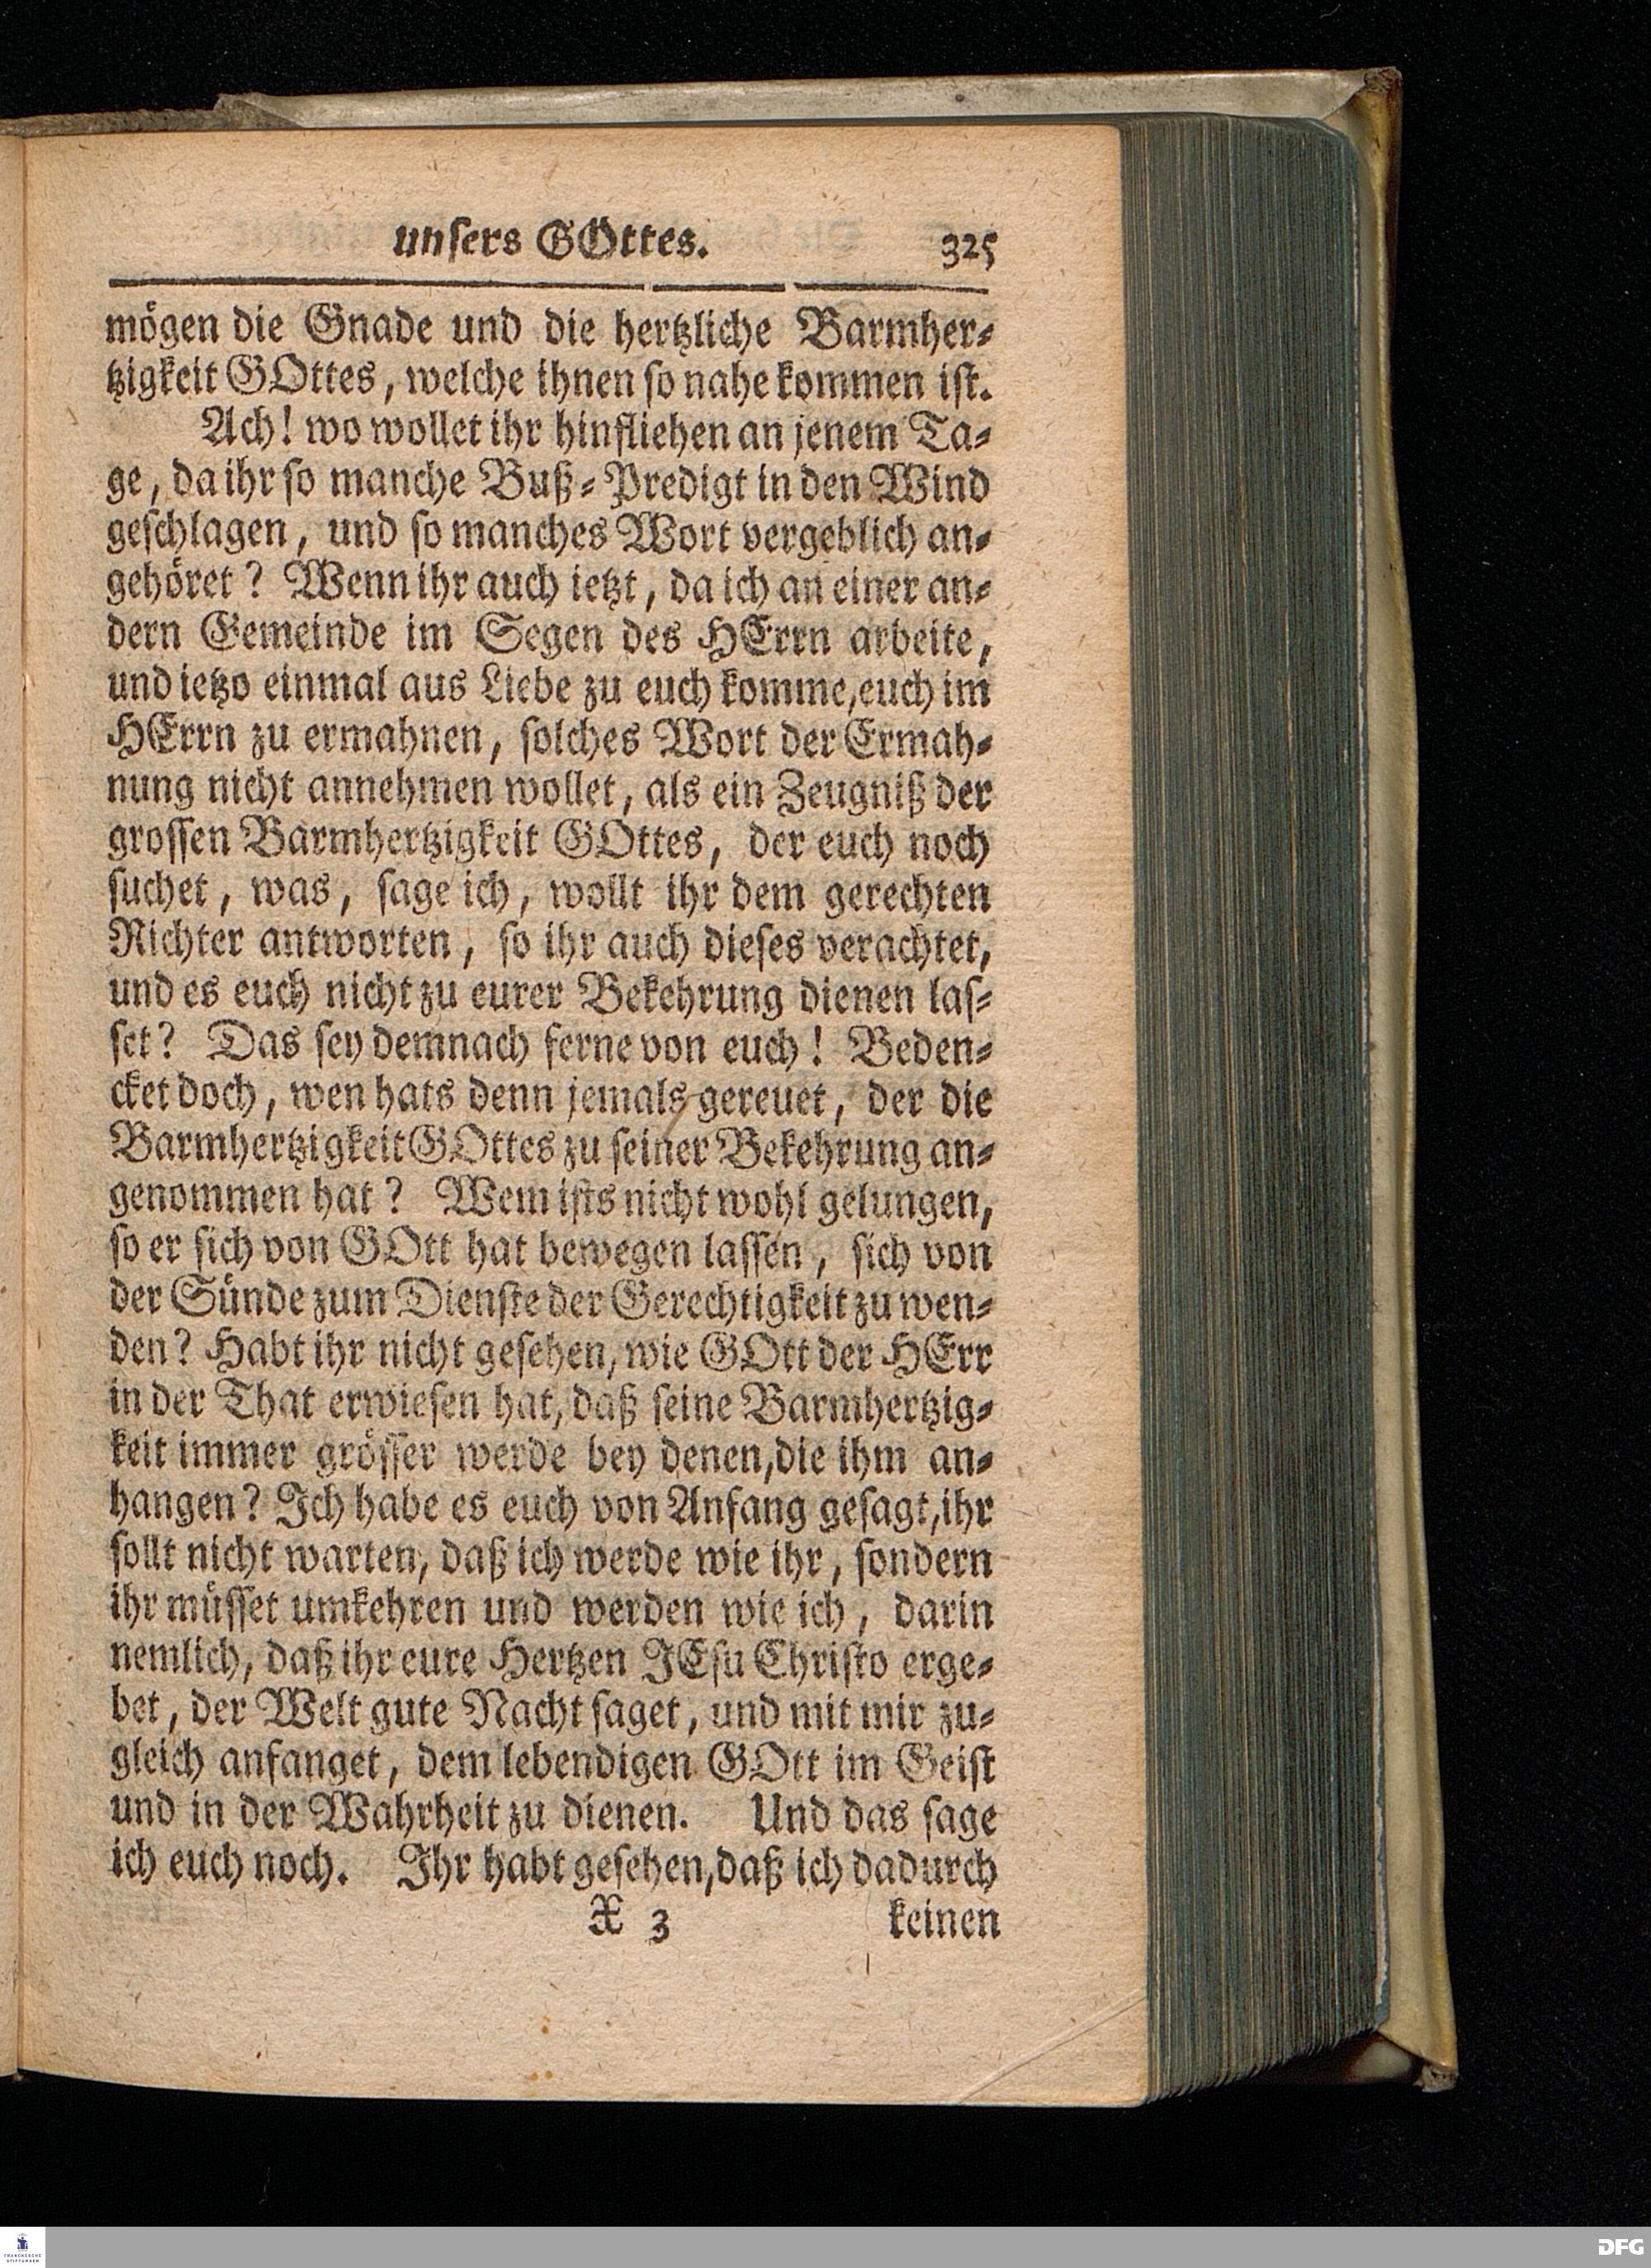 unsers GOttes. 325
mögen die Gnade und die hertzliche Barmher-
tzigkeit GOttes, welche ihnen so nahe kommen ist.
Ach! wo wollet ihr hinfliehen an jenem Ta-
ge, da ihr so manche Buß-Predigt in den Wind
geschlagen, und so manches Wort vergeblich an-
gehöret? Wenn ihr auch ietzt, da ich an einer an-
dern Gemeinde im Segen des HErrn arbeite,
und ietzo einmal aus Liebe zu euch komme, euch im
HErrn zu ermahnen, solches Wort der Ermah-
nung nicht annehmen wollet, als ein Zeugniß der
grossen Barmhertzigkeit GOttes, der euch noch
suchet, was, sage ich, wollt ihr dem gerechten
Richter antworten, so ihr auch dieses verachtet,
und es euch nicht zu eurer Bekehrung dienen las-
set? Das sey demnach ferne von euch! Beden-
cket doch, wen hats denn jemals gereuet, der die
Barmhertzigkeit GOttes zu seiner Bekehrung an-
genommen hat? Wem ists nicht wohl gelungen,
so er sich von GOtt hat bewegen lassen, sich von
der Sünde zum Dienste der Gerechtigkeit zu wen-
den? Habt ihr nicht gesehen, wie GOtt der HErr
in der That erwiesen hat, daß seine Barmhertzig-
keit immer grösser werde bey denen, die ihm an-
hangen? Ich habe es euch von Anfang gesagt, ihr
sollt nicht warten, daß ich werde wie ihr, sondern
ihr müsset umkehren und werden wie ich, darin
nemlich, daß ihr eure Hertzen JEsu Christo erge-
bet, der Welt gute Nacht saget, und mit mir zu-
gleich anfanget, dem lebendigen GOtt im Geist
und in der Wahrheit zu dienen. Und das sage
ich euch noch. Ihr habt gesehen, daß ich dadurch
X 3 keinen
FRANCKESCHE
STIFTUNGEN
DFG